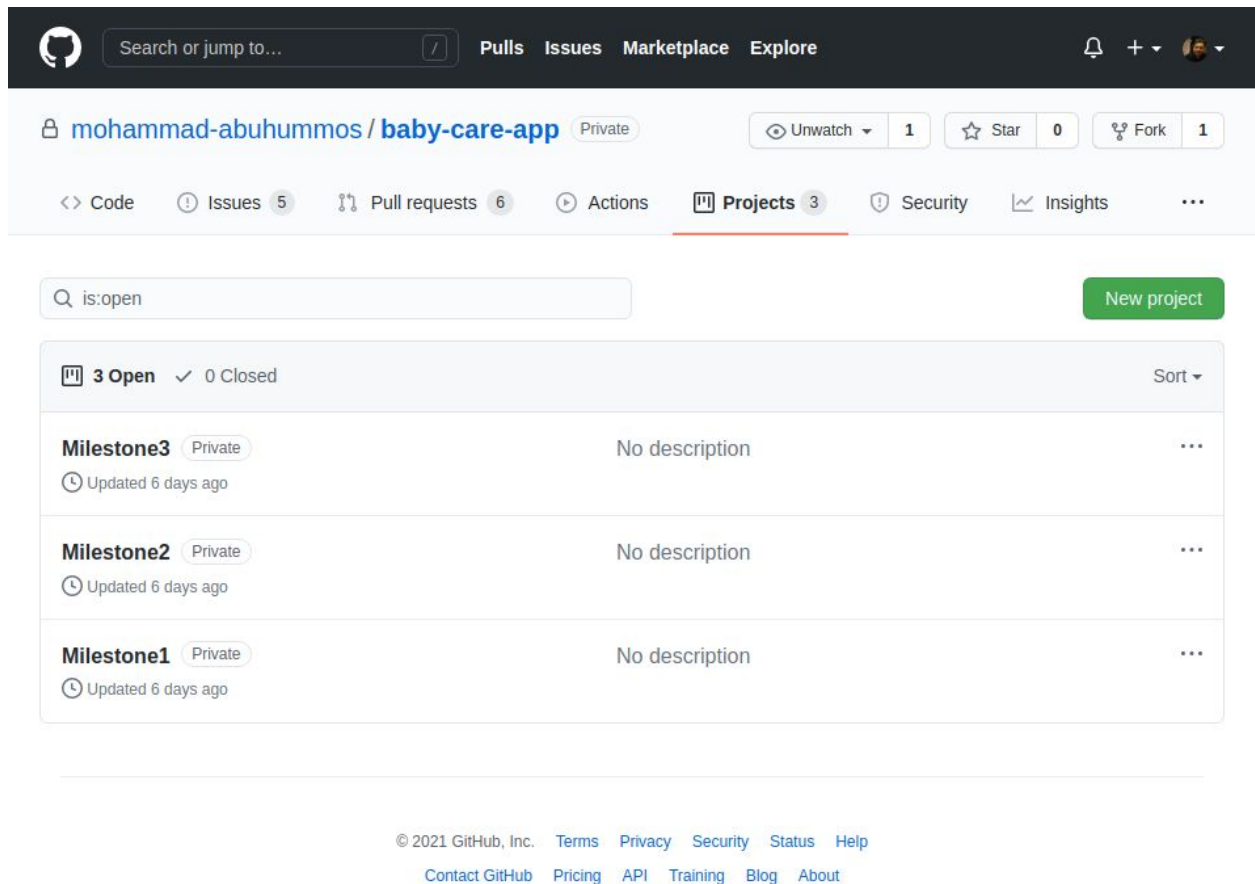 Search or jump to… / Pulls Issues Marketplace Explore
mohammad-abuhummos / baby-care-app Private Unwatch 1 Star 0 Fork 1
Code Issues 5 Pull requests 6 Actions Projects 3 Security Insights ...
is:open New project
3 Open 0 Closed Sort
Milestone3 Private No description ...
Updated 6 days ago
Milestone2 Private No description ...
Updated 6 days ago
Milestone1 Private No description ...
Updated 6 days ago
© 2021 GitHub, Inc. Terms Privacy Security Status Help
Contact GitHub Pricing API Training Blog About